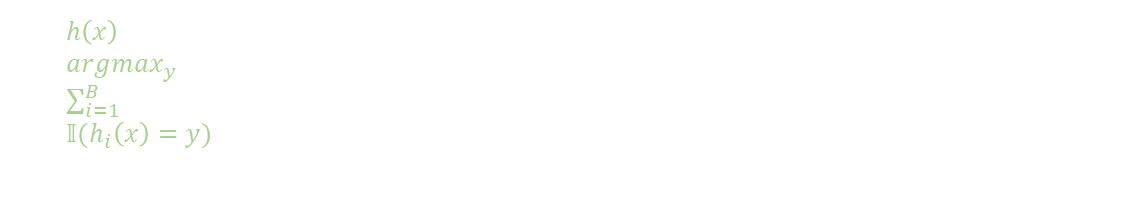 h(x)
argmax_y
∑_{i=1}^{B}
𝕀(h_i(x) = y)